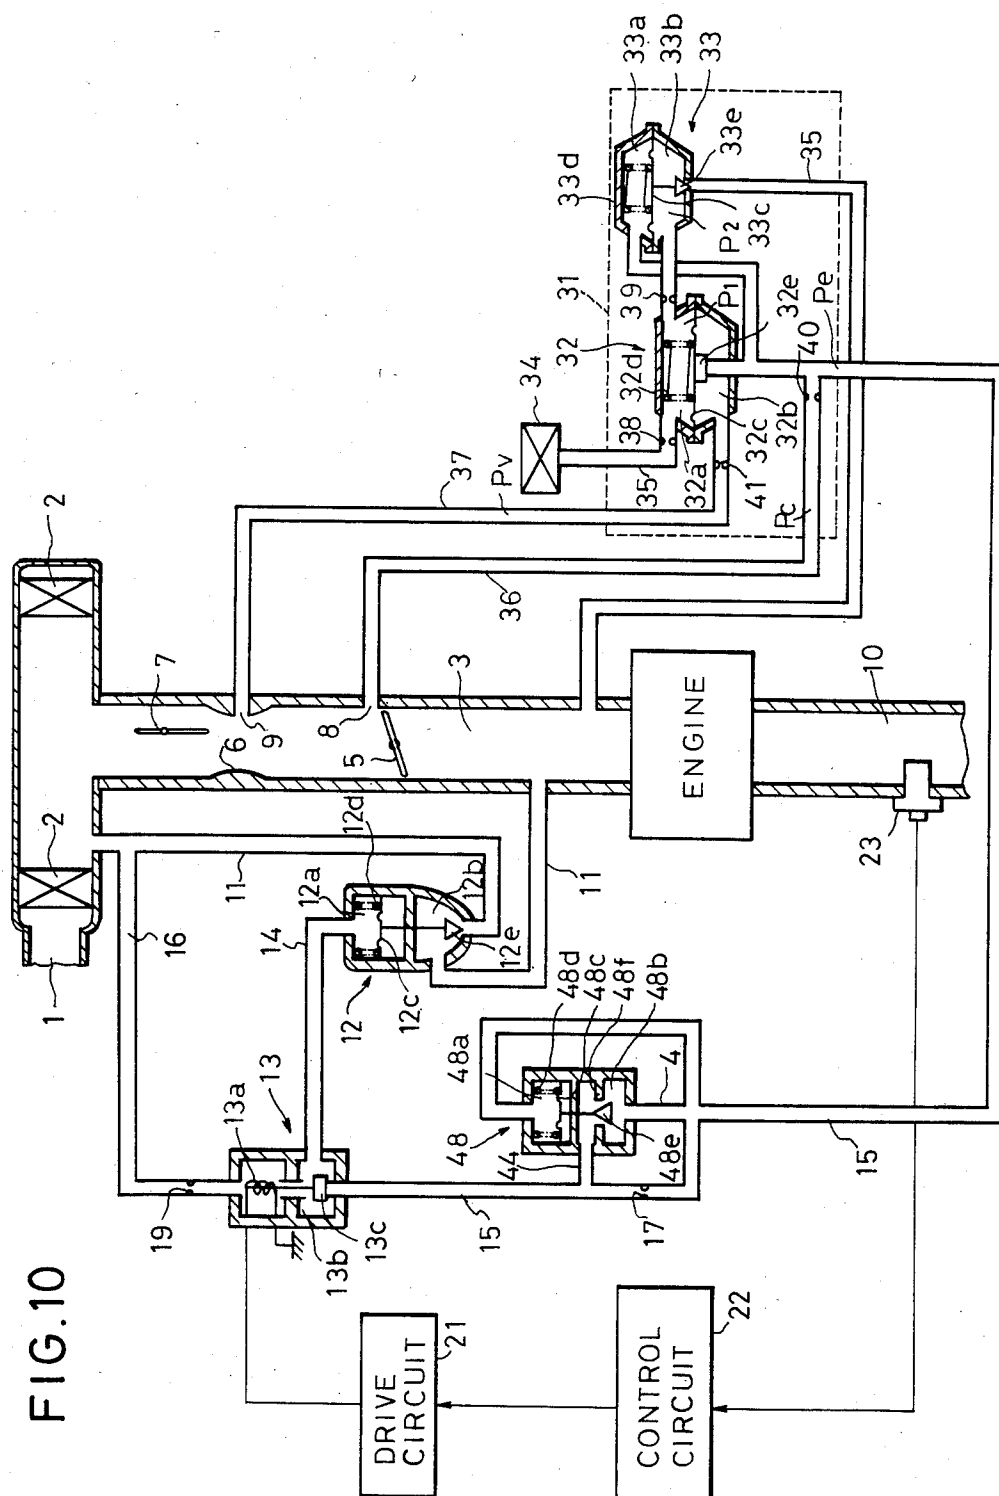 FIG.10
1
2
2
16
7
6
9
8
5
3
10
ENGINE
23
11
11
14
12
12a
12b
12c
12d
12e
13
13a
13b
13c
19
15
15
17
4
44
48
48a
48b
48c
48d
48e
48f
DRIVE
CIRCUIT
21
CONTROL
CIRCUIT
22
31
32
32a
32b
32c
32d
32e
33
33a
33b
33c
33d
33e
34
35
35
36
37
38
39
40
41
Pv
Pc
Pe
P1
P2